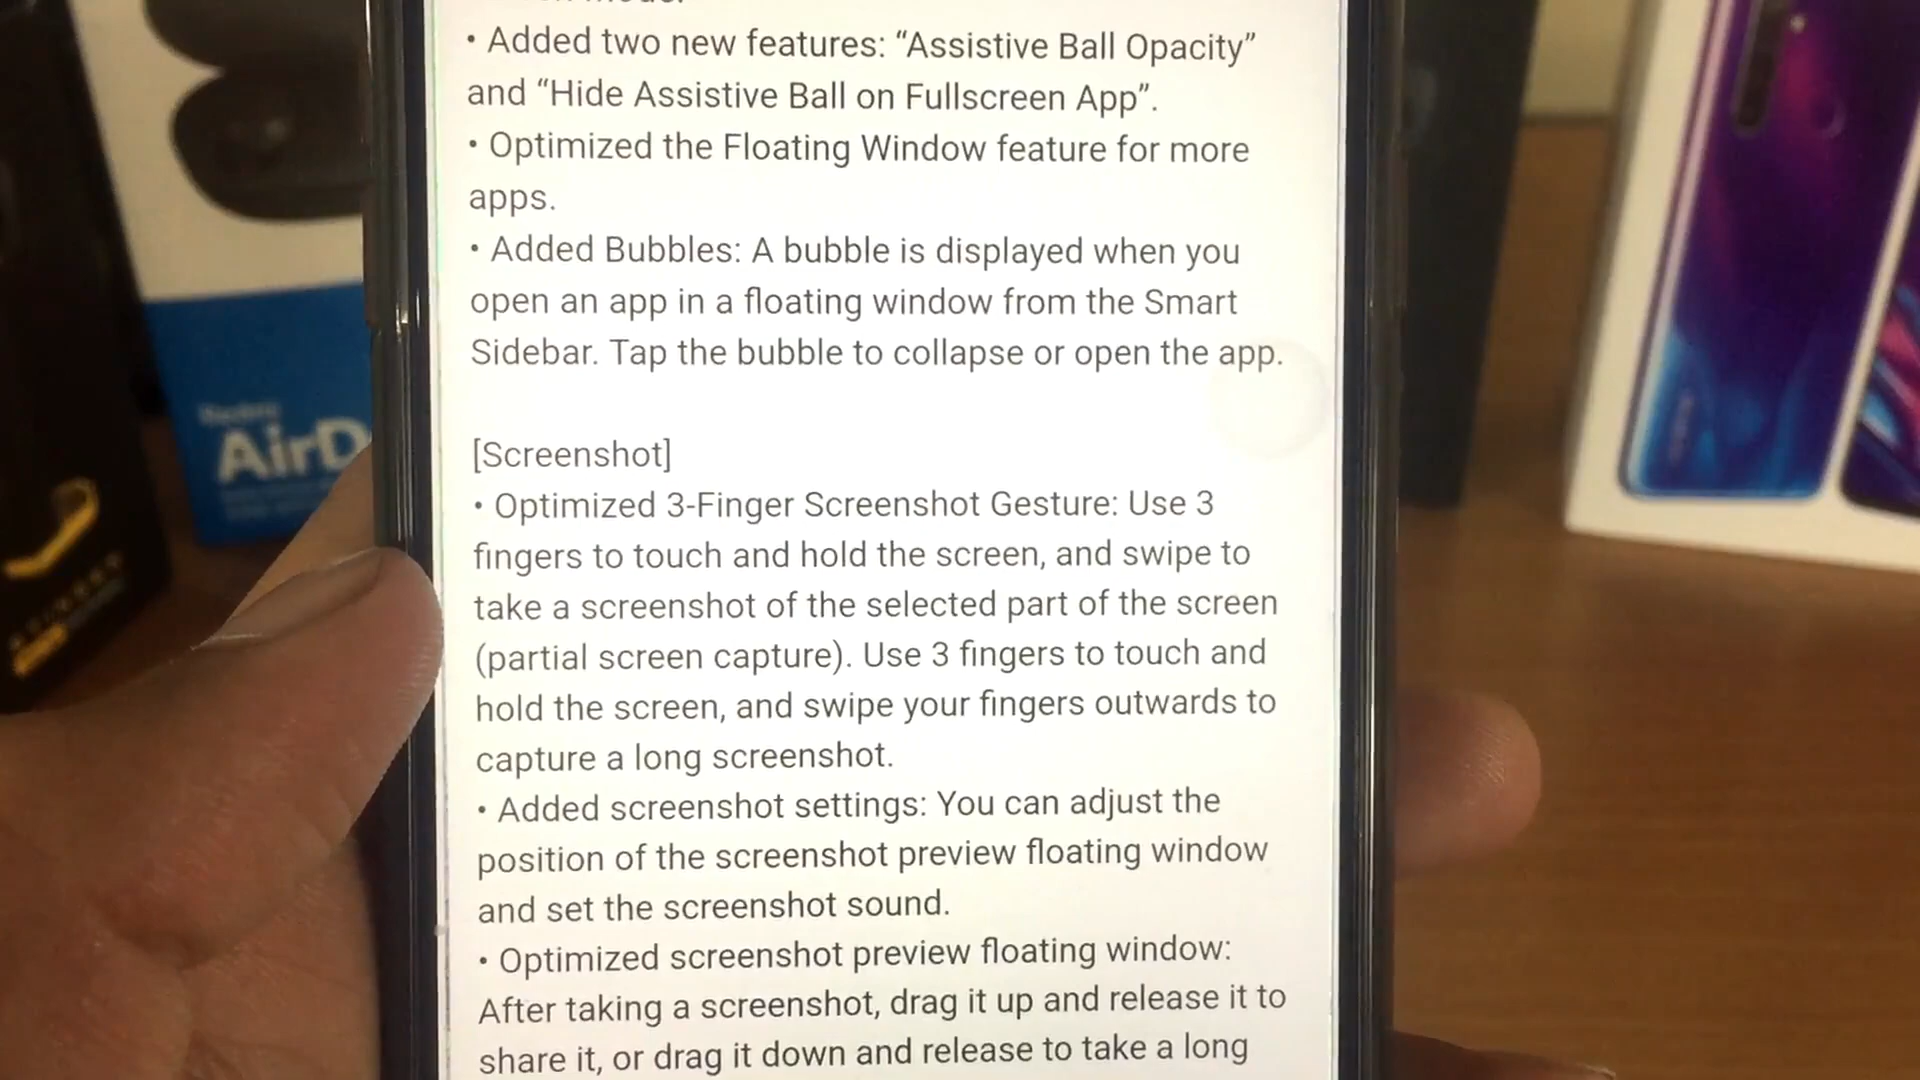 • Added two new features: “Assistive Ball Opacity”
and “Hide Assistive Ball on Fullscreen App”.
• Optimized the Floating Window feature for more
apps.
• Added Bubbles: A bubble is displayed when you
open an app in a floating window from the Smart
Sidebar. Tap the bubble to collapse or open the app.
[Screenshot]
• Optimized 3-Finger Screenshot Gesture: Use 3
fingers to touch and hold the screen, and swipe to
take a screenshot of the selected part of the screen
(partial screen capture). Use 3 fingers to touch and
hold the screen, and swipe your fingers outwards to
capture a long screenshot.
• Added screenshot settings: You can adjust the
position of the screenshot preview floating window
and set the screenshot sound.
• Optimized screenshot preview floating window:
After taking a screenshot, drag it up and release it to
share it, or drag it down and release to take a long
AirD